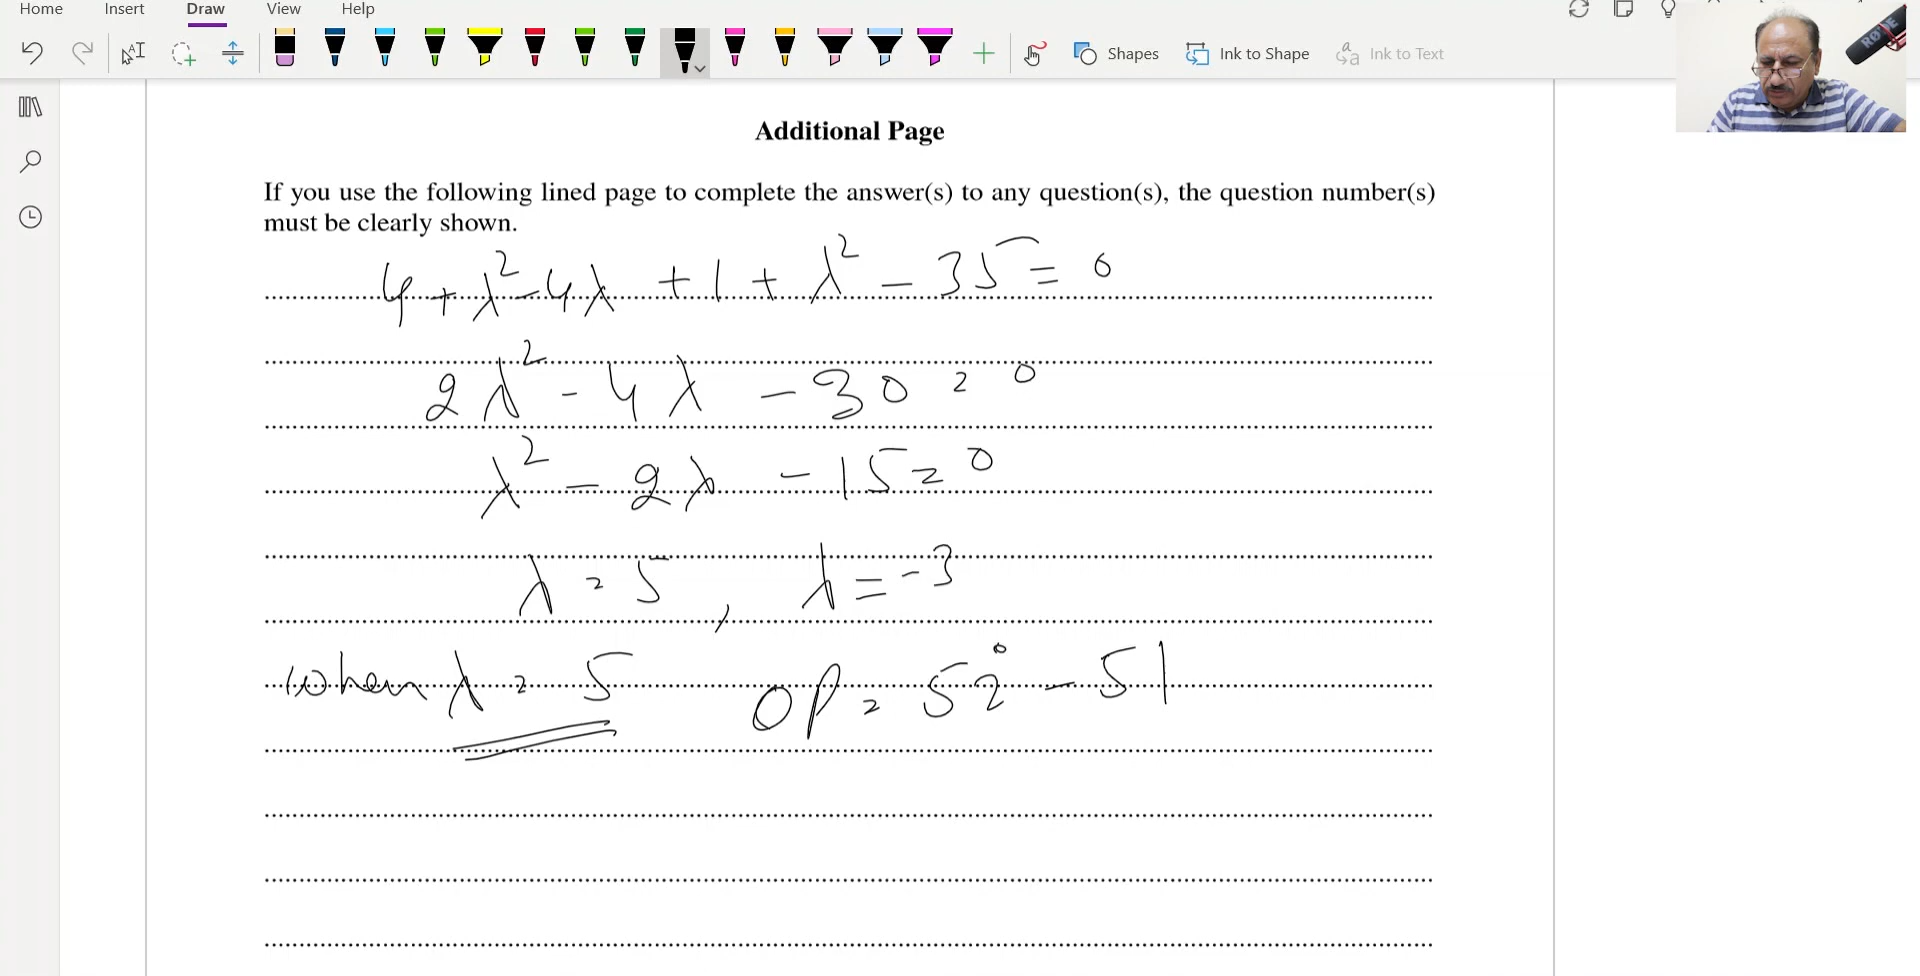 Home Insert Draw View Help
Shapes Ink to Shape Ink to Text
RØDE
Additional Page
If you use the following lined page to complete the answer(s) to any question(s), the question number(s)
must be clearly shown.
4 + λ² - 4λ + 1 + λ² - 35 = 0
2λ² - 4λ - 30 = 0
λ² - 2λ - 15 = 0
λ = 5 , λ = -3
when λ = 5 OP = 5i - 5j